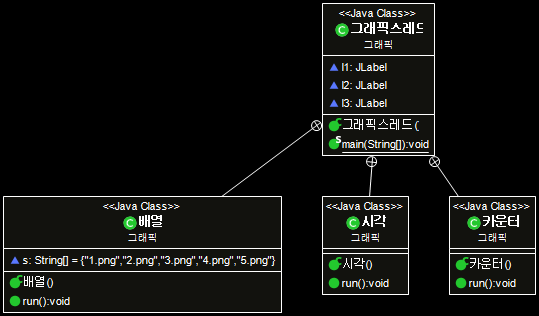 <<Java Class>>
그래픽스레드
그래픽
l1: JLabel
l2: JLabel
l3: JLabel
그래픽스레드(
main(String[]):void
<<Java Class>>
배열
그래픽
s: String[] = {"1.png","2.png","3.png","4.png","5.png"}
배열()
run():void
<<Java Class>>
시각
그래픽
시각()
run():void
<<Java Class>>
카운터
그래픽
카운터()
run():void